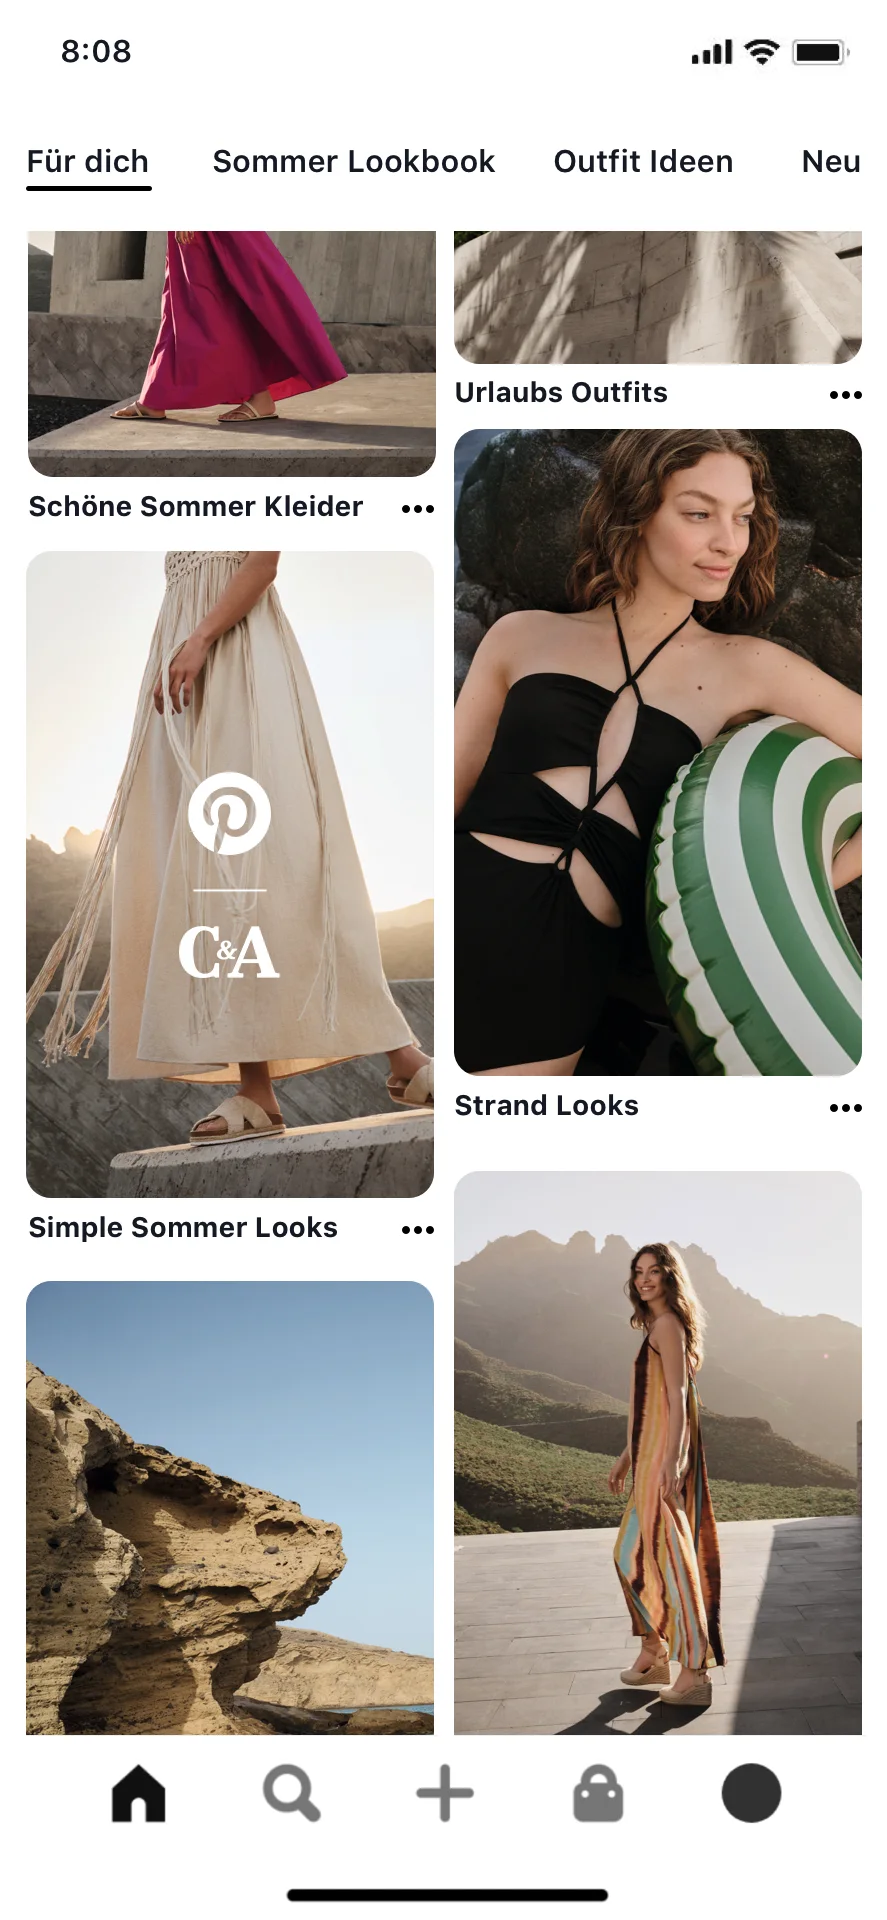 8:08
Für dich
Sommer Lookbook
Outfit Ideen
Neu
Schöne Sommer Kleider
Urlaubs Outfits
C&A
Simple Sommer Looks
Strand Looks